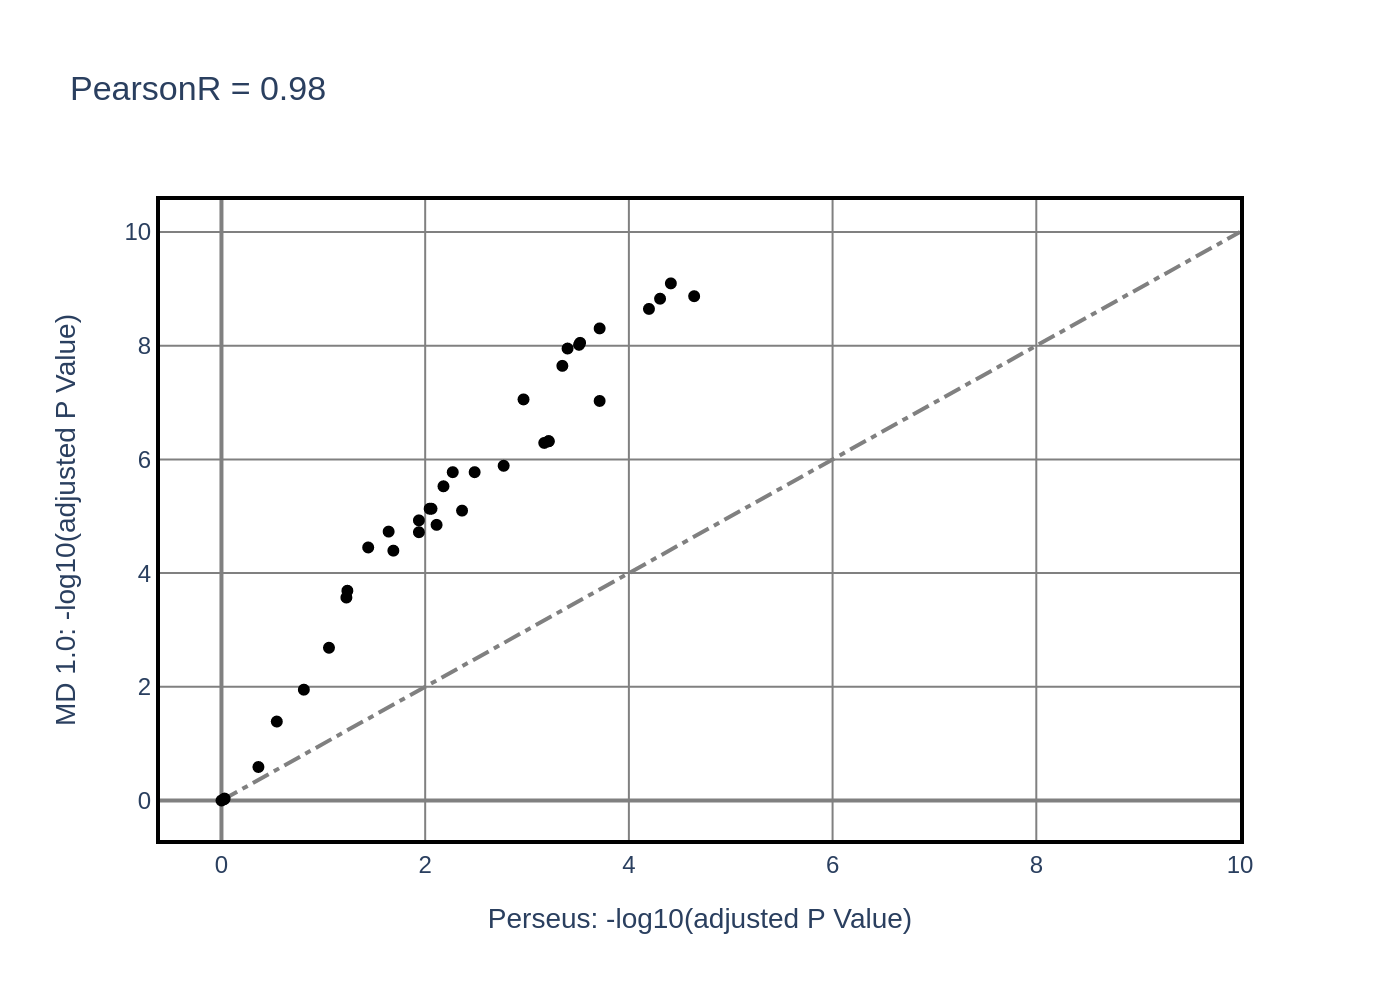 PearsonR = 0.98
MD 1.0: -log10(adjusted P Value)
10
8
6
4
2
0
0 2 4 6 8 10
Perseus: -log10(adjusted P Value)